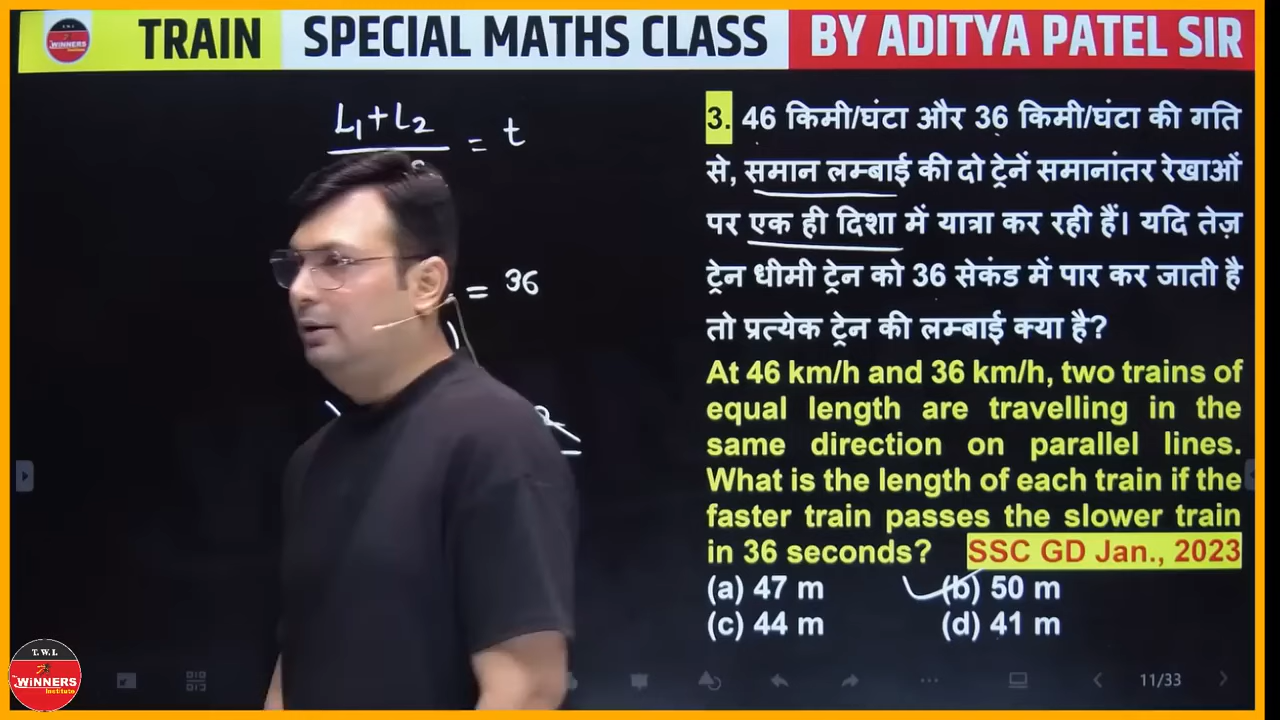 TRAIN SPECIAL MATHS CLASS BY ADITYA PATEL SIR
WINNERS
L₁+L₂ = t
= 36
3. 46 किमी/घंटा और 36 किमी/घंटा की गति
से, समान लम्बाई की दो ट्रेनें समानांतर रेखाओं
पर एक ही दिशा में यात्रा कर रही हैं। यदि तेज़
ट्रेन धीमी ट्रेन को 36 सेकंड में पार कर जाती है
तो प्रत्येक ट्रेन की लम्बाई क्या है?
At 46 km/h and 36 km/h, two trains of
equal length are travelling in the
same direction on parallel lines.
What is the length of each train if the
faster train passes the slower train
in 36 seconds? SSC GD Jan., 2023
(a) 47 m (b) 50 m
(c) 44 m (d) 41 m
T.W.I.
The WiNNERS
Institute
11/33